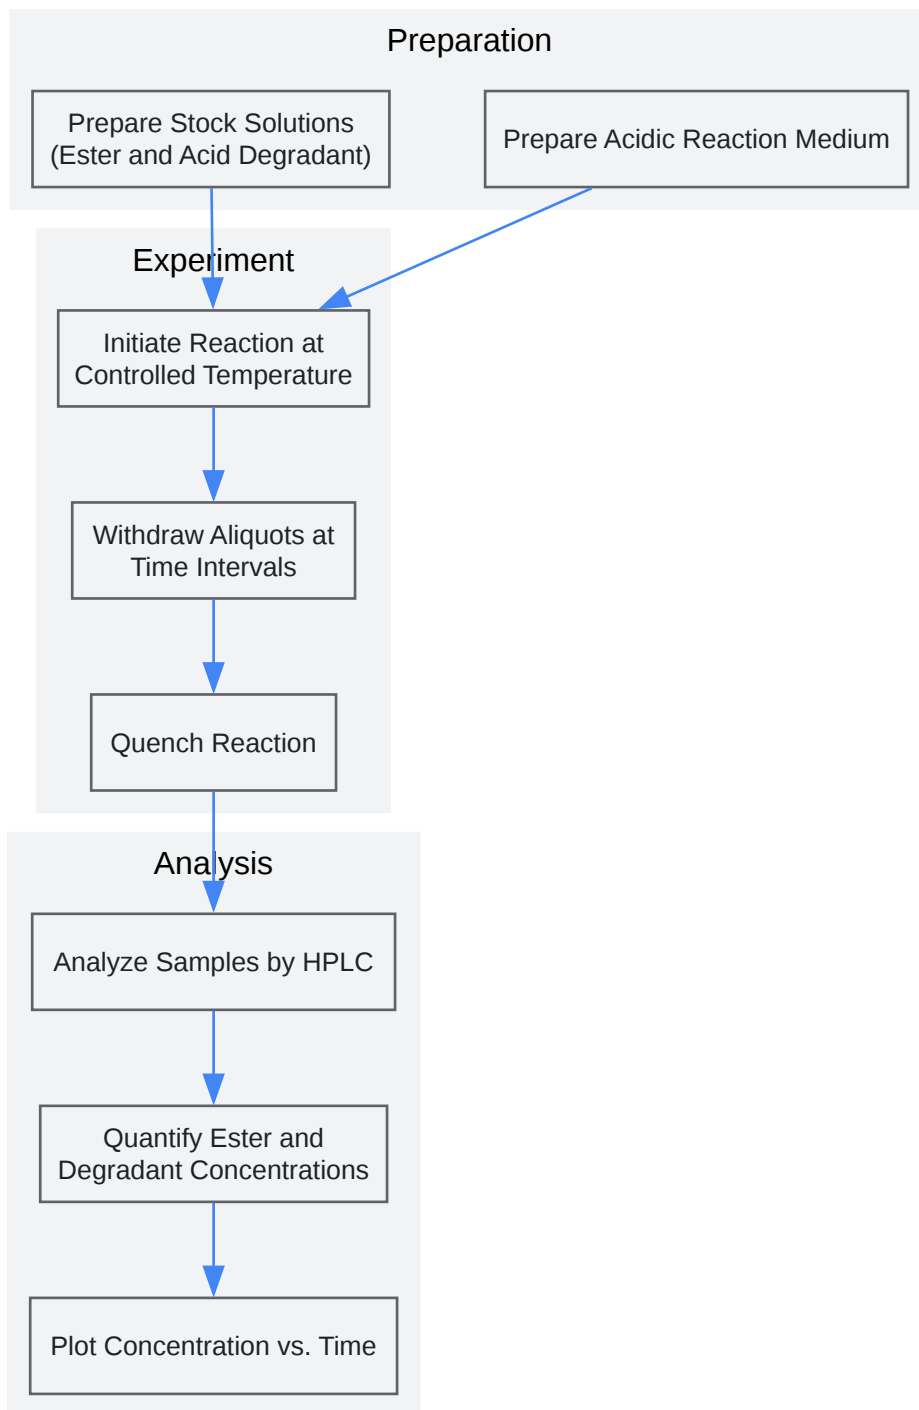 Preparation
Prepare Stock Solutions
(Ester and Acid Degradant)
Prepare Acidic Reaction Medium
Experiment
Initiate Reaction at
Controlled Temperature
Withdraw Aliquots at
Time Intervals
Quench Reaction
Analysis
Analyze Samples by HPLC
Quantify Ester and
Degradant Concentrations
Plot Concentration vs. Time